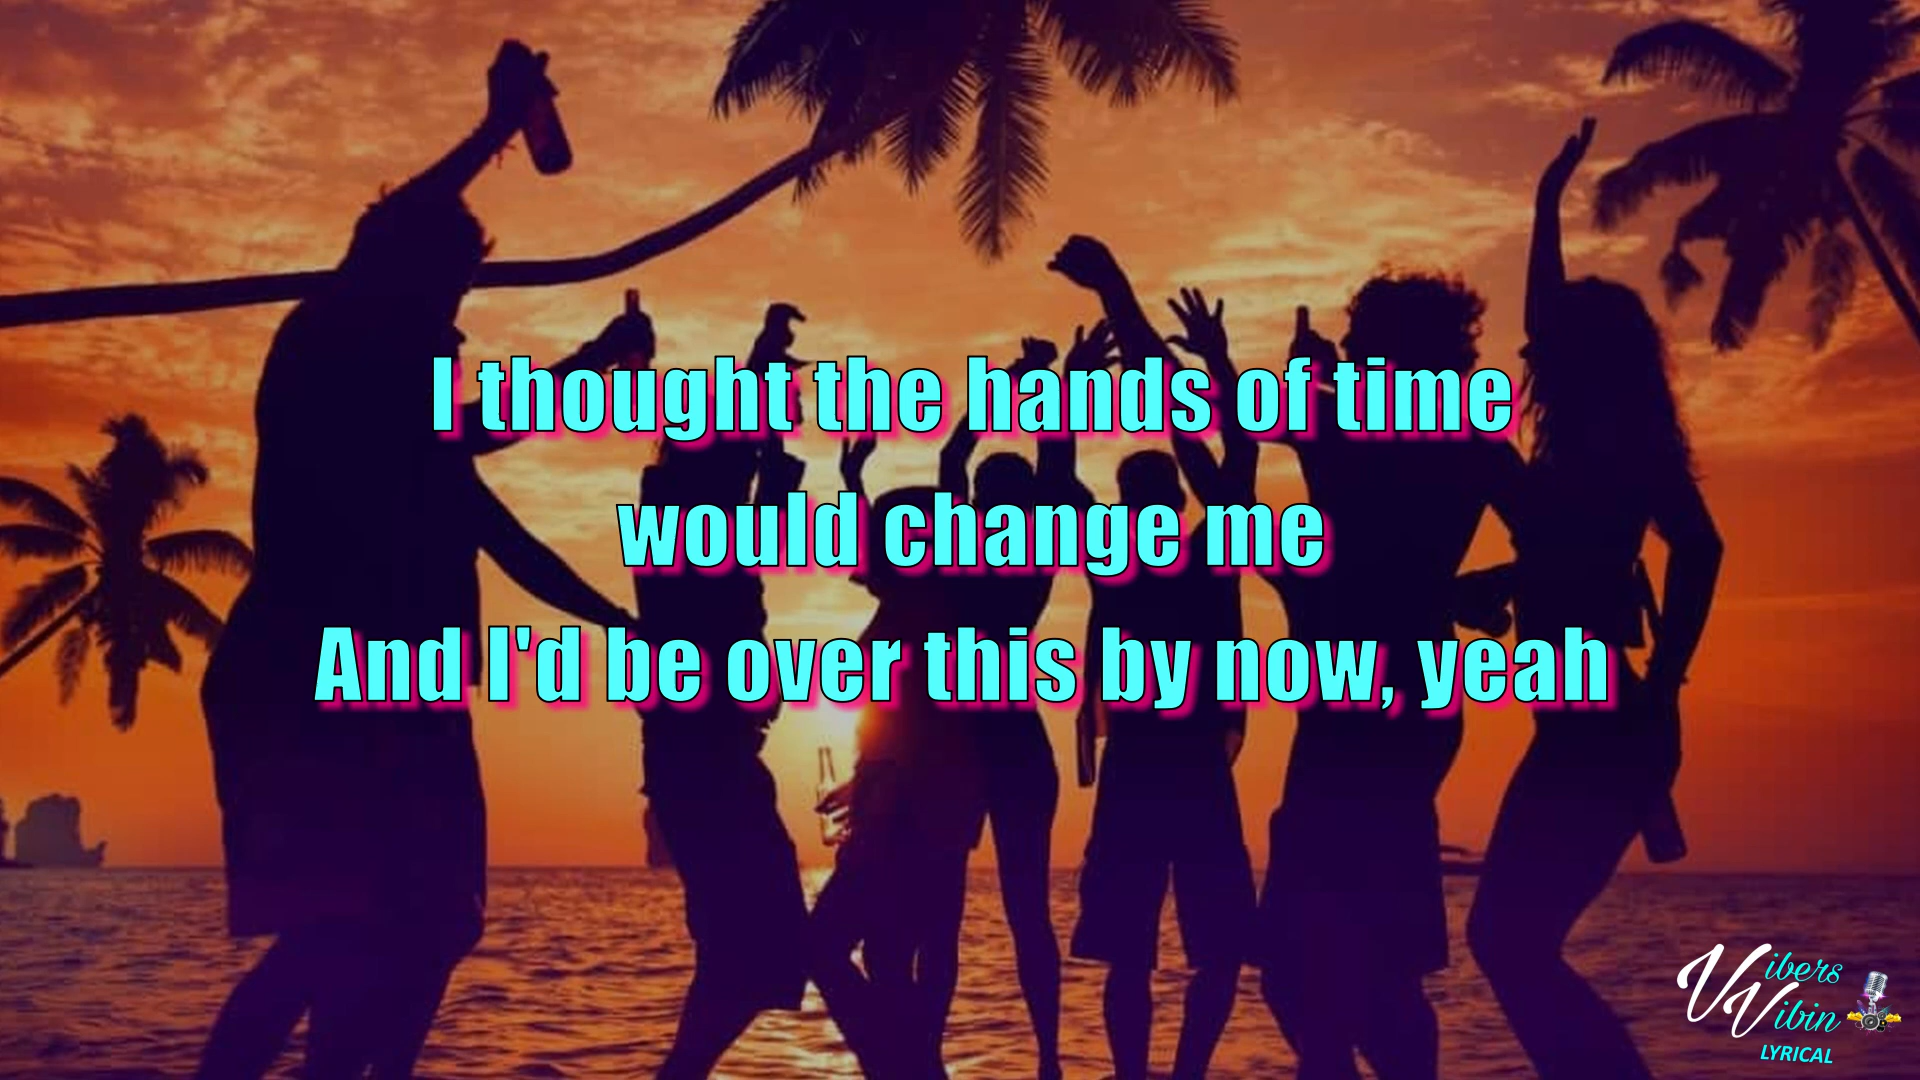 I thought the hands of time
would change me
And I'd be over this by now, yeah
Vibers
Vibin
LYRICAL